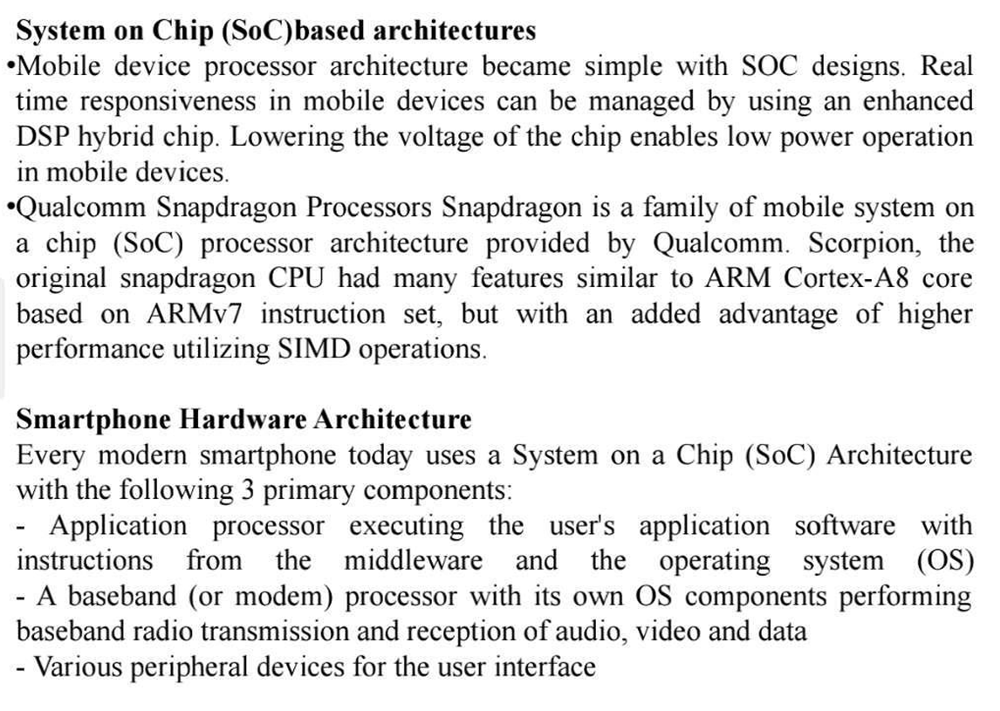 System on Chip (SoC)based architectures
•Mobile device processor architecture became simple with SOC designs. Real
time responsiveness in mobile devices can be managed by using an enhanced
DSP hybrid chip. Lowering the voltage of the chip enables low power operation
in mobile devices.
•Qualcomm Snapdragon Processors Snapdragon is a family of mobile system on
a chip (SoC) processor architecture provided by Qualcomm. Scorpion, the
original snapdragon CPU had many features similar to ARM Cortex-A8 core
based on ARMv7 instruction set, but with an added advantage of higher
performance utilizing SIMD operations.
Smartphone Hardware Architecture
Every modern smartphone today uses a System on a Chip (SoC) Architecture
with the following 3 primary components:
- Application processor executing the user's application software with
instructions from the middleware and the operating system (OS)
- A baseband (or modem) processor with its own OS components performing
baseband radio transmission and reception of audio, video and data
- Various peripheral devices for the user interface